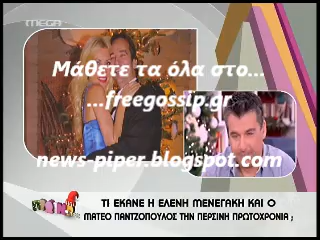 MEGA
Μάθετε τα όλα στο...
...freegossip.gr
news-piper.blogspot.com
ΤΙ ΕΚΑΝΕ Η ΕΛΕΝΗ ΜΕΝΕΓΑΚΗ ΚΑΙ Ο
ΜΑΤΕΟ ΠΑΝΤΖΟΠΟΥΛΟΣ ΤΗΝ ΠΕΡΣΙΝΗ ΠΡΩΤΟΧΡΟΝΙΑ ;